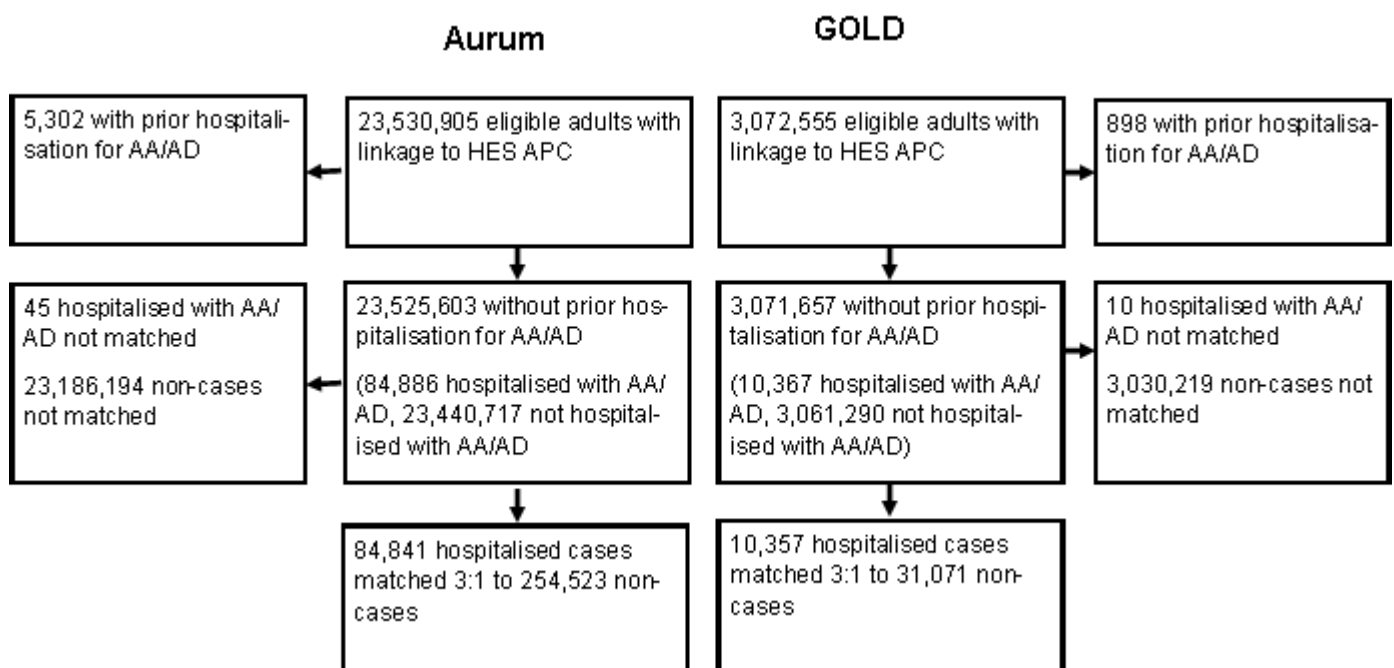 Aurum
GOLD
5,302 with prior hospitali-
sation for AA/AD
23,530,905 eligible adults with
linkage to HES APC
3,072,555 eligible adults with
linkage to HES APC
898 with prior hospitalisa-
tion for AA/AD
45 hospitalised with AA/
AD not matched
23,186,194 non-cases
not matched
23,525,603 without prior hos-
pitalisation for AA/AD
(84,886 hospitalised with AA/
AD, 23,440,717 not hospital-
ised with AA/AD
3,071,657 without prior hospi-
talisation for AA/AD
(10,367 hospitalised with AA/
AD, 3,061,290 not hospital-
ised with AA/AD)
10 hospitalised with AA/
AD not matched
3,030,219 non-cases not
matched
84,841 hospitalised cases
matched 3:1 to 254,523 non-
cases
10,357 hospitalised cases
matched 3:1 to 31,071 non-
cases